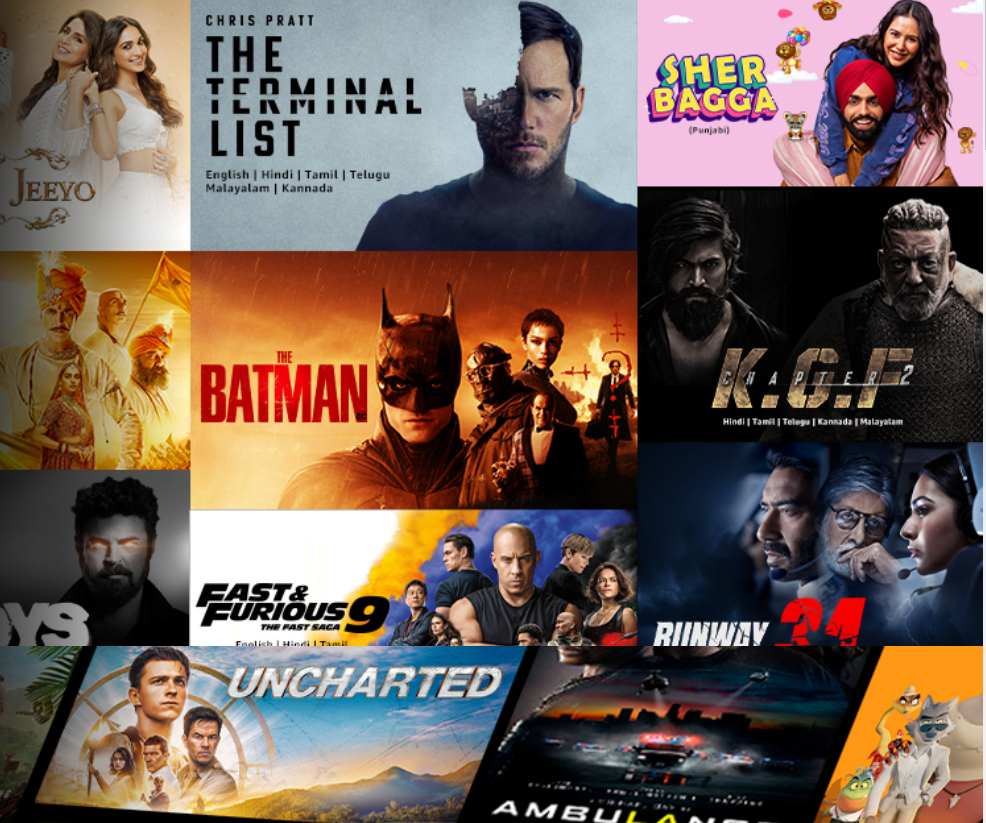 JEEYO
CHRIS PRATT
THE
TERMINAL
LIST
English | Hindi | Tamil | Telugu
Malayalam | Kannada
SHER
BAGGA
(Punjabi)
THE
BATMAN
K.G.F
CHAPTER 2
Hindi | Tamil | Telugu | Kannada | Malayalam
YS
FAST &
FURIOUS 9
THE FAST SAGA
English | Hindi | Tamil
RUNWAY 34
UNCHARTED
AMBULANCE